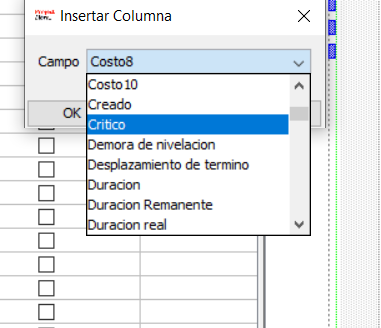 Insertar Columna
Campo Costo8
Costo10
Creado
Critico
Demora de nivelacion
Desplazamiento de termino
Duracion
Duracion Remanente
Duracion real
OK